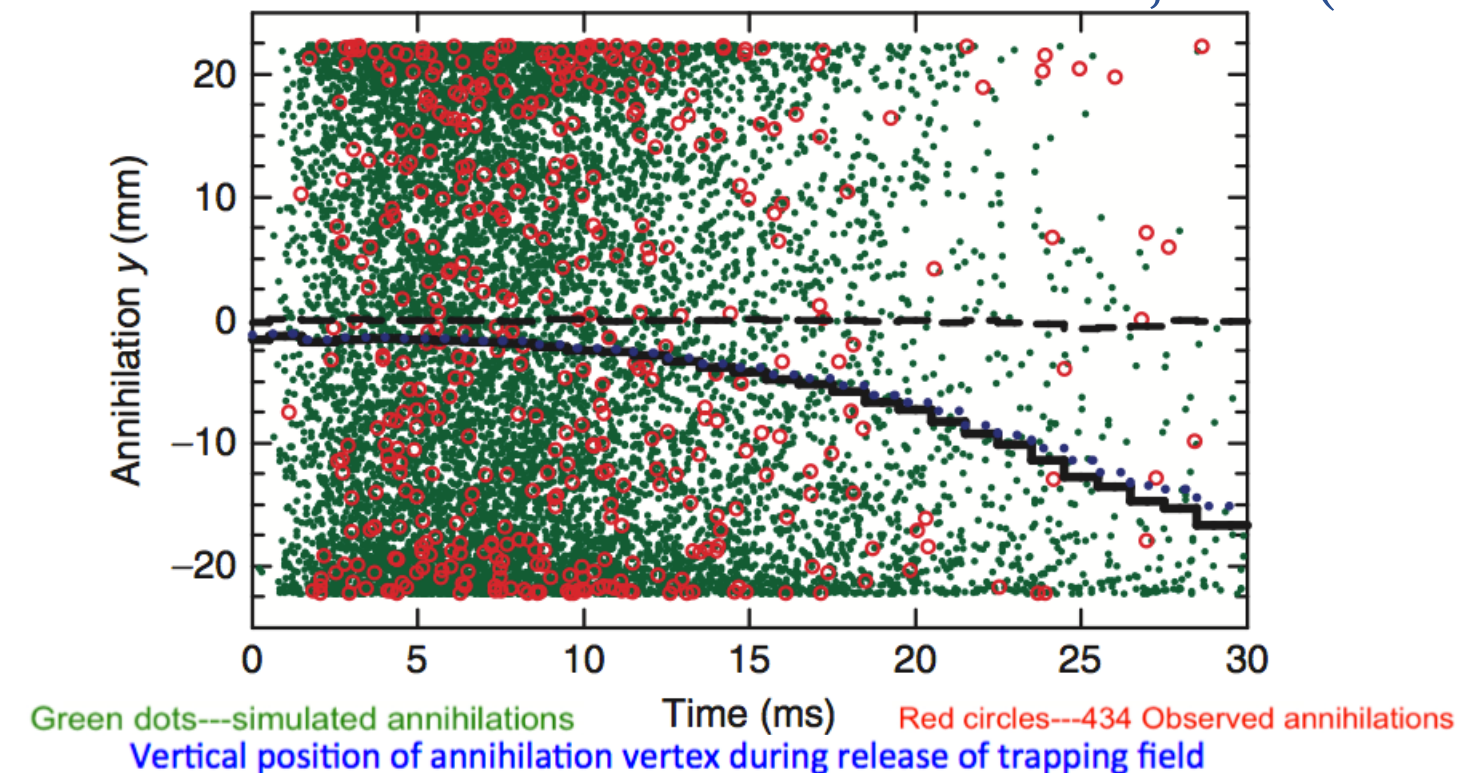 20
10
0
−10
−20
Annihilation y (mm)
0 5 10 15 20 25 30
Time (ms)
Green dots---simulated annihilations
Red circles---434 Observed annihilations
Vertical position of annihilation vertex during release of trapping field